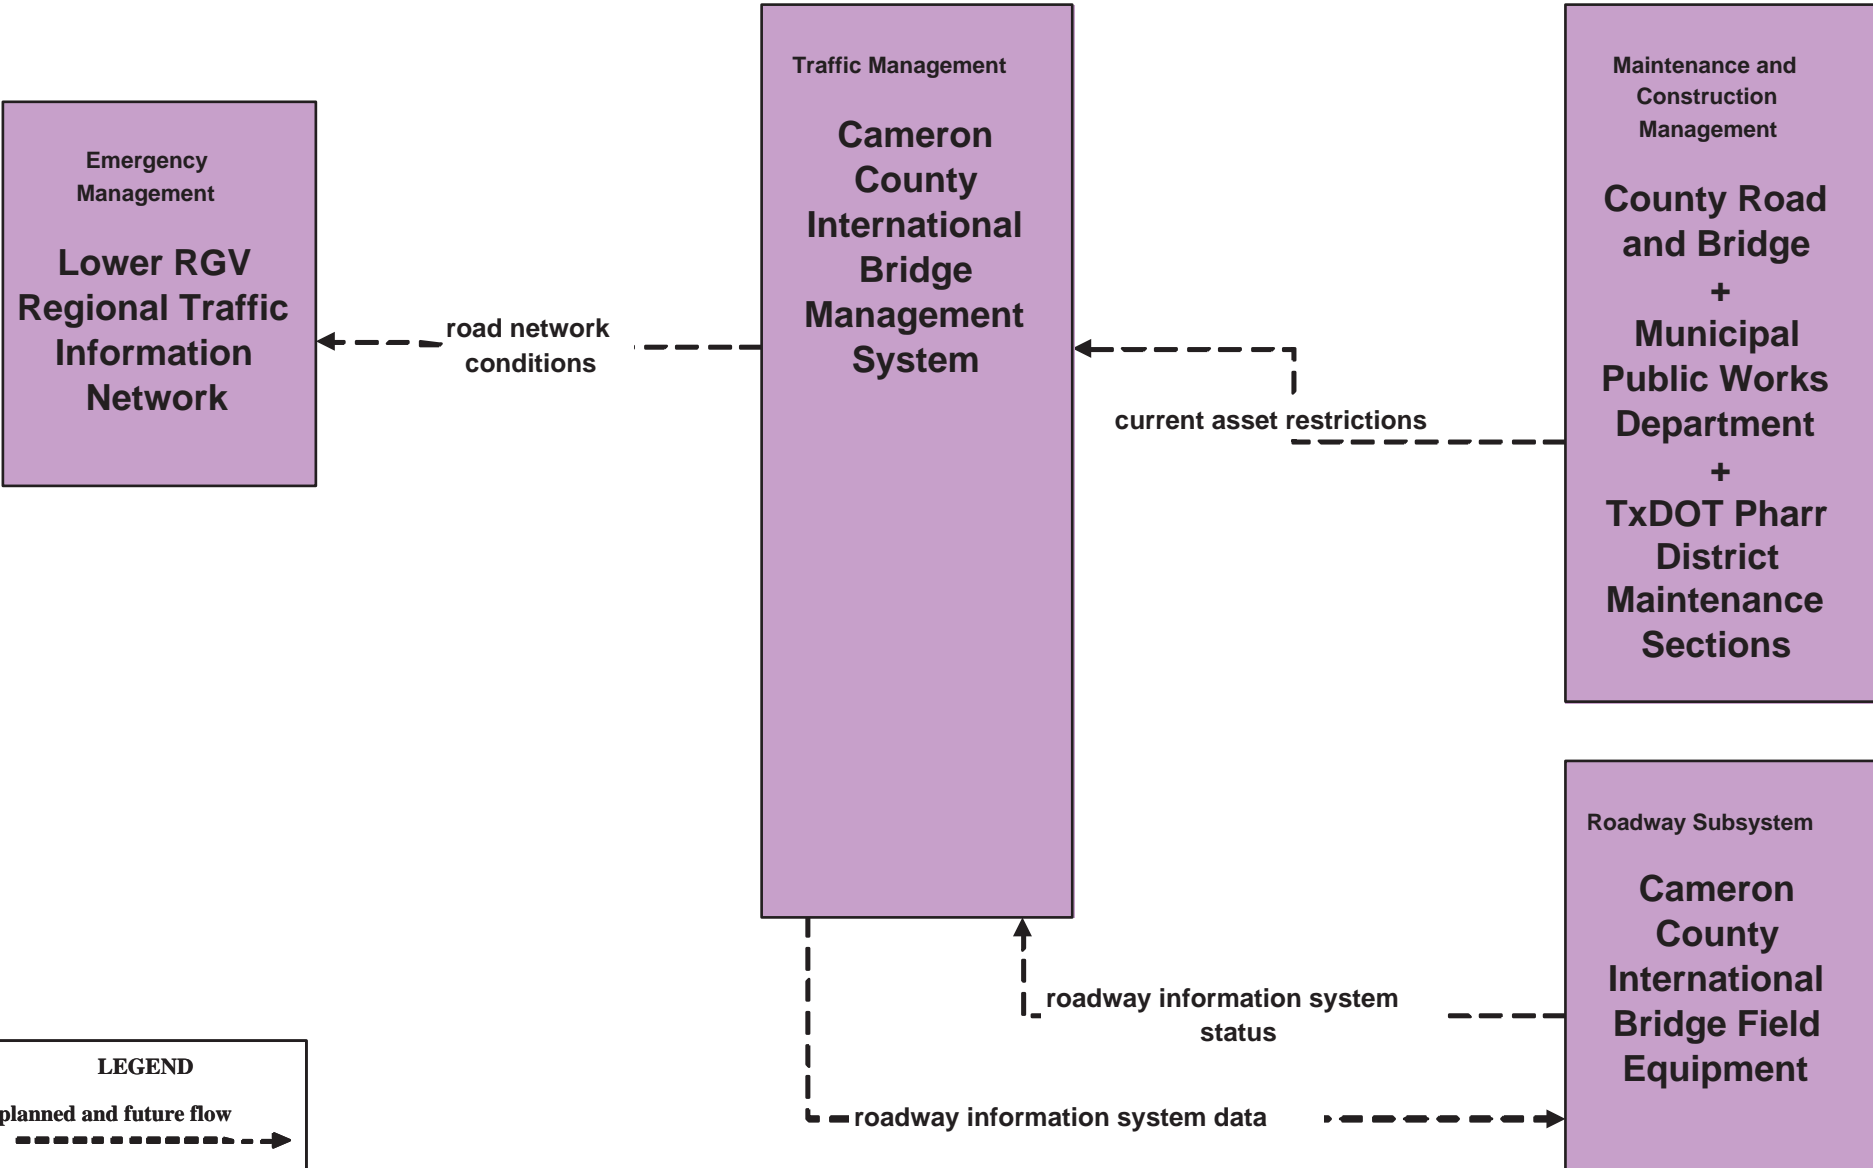 Emergency
Management
Lower RGV
Regional Traffic
Information
Network
road network
conditions
Traffic Management
Cameron
County
International
Bridge
Management
System
current asset restrictions
Maintenance and
Construction
Management
County Road
and Bridge
+
Municipal
Public Works
Department
+
TxDOT Pharr
District
Maintenance
Sections
Roadway Subsystem
Cameron
County
International
Bridge Field
Equipment
roadway information system
status
roadway information system data
LEGEND
planned and future flow